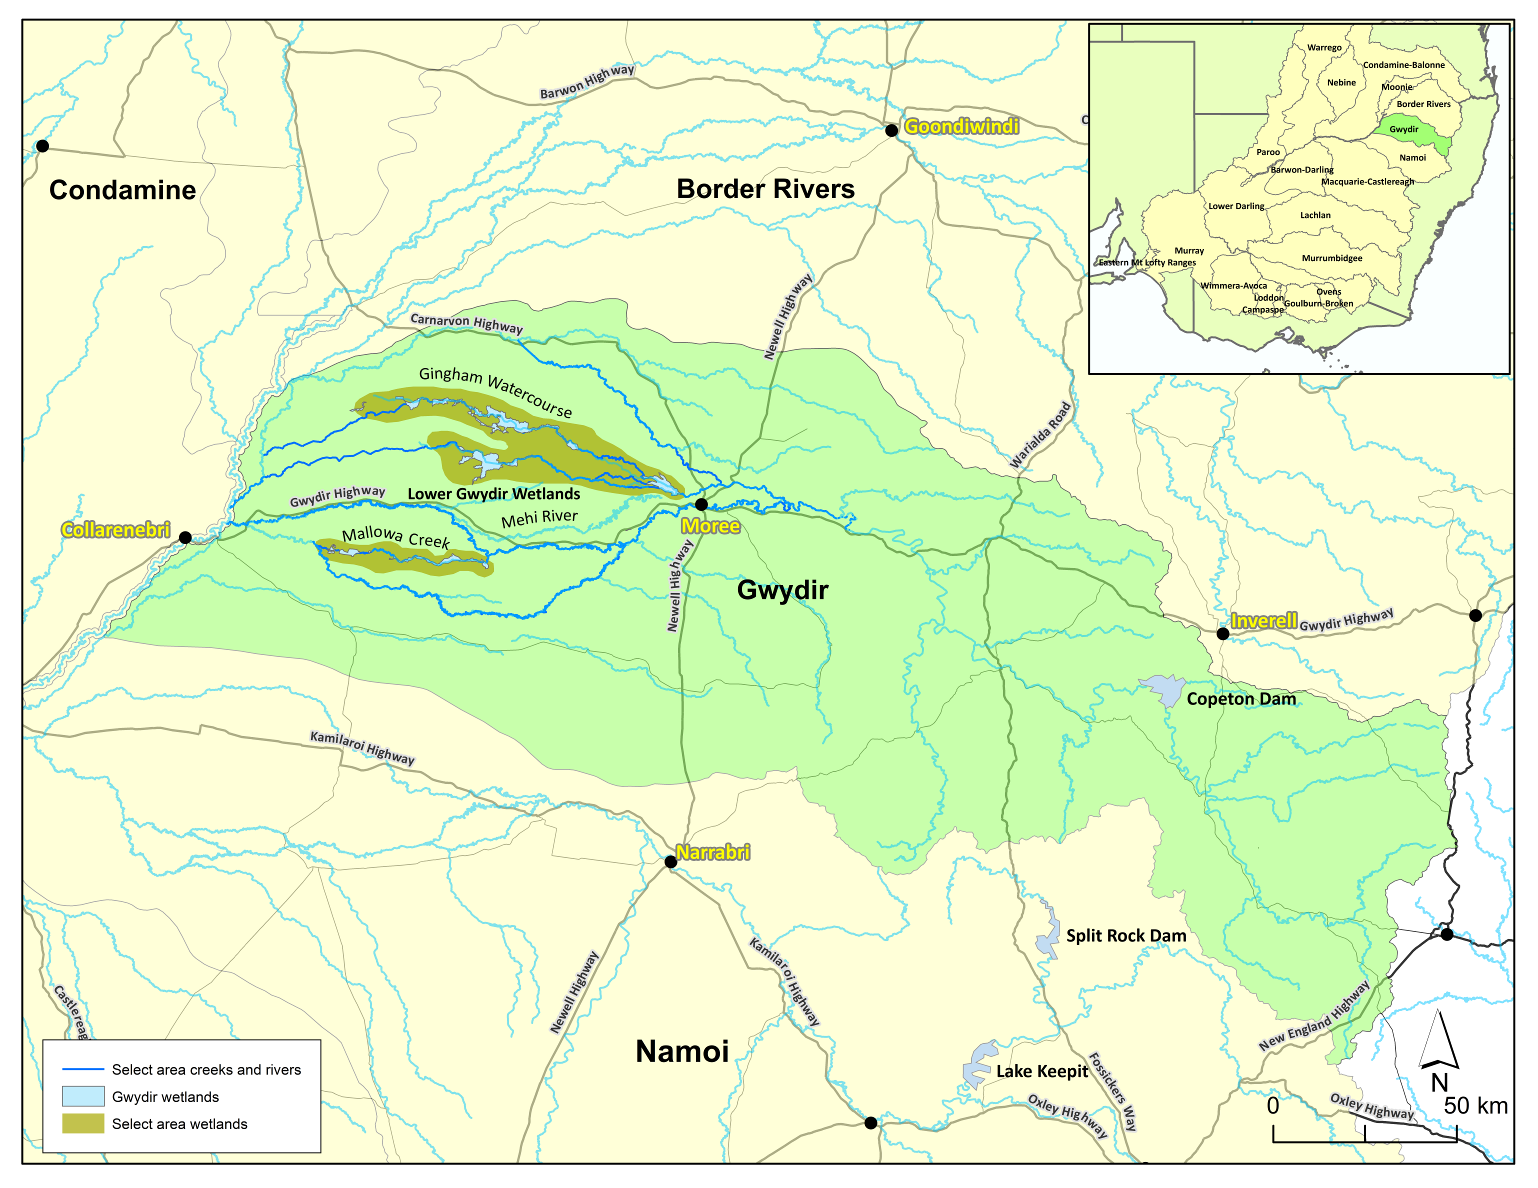 Barwon Highway
Goondiwindi
C
Condamine
Border Rivers
Carnarvon Highway
Newell Highway
Gingham Watercourse
Warialda Road
Gwydir Highway
Lower Gwydir Wetlands
Mehi River
Collarenebri
Moree
Mallowa Creek
Newell Highway
Gwydir
Inverell
Gwydir Highway
Copeton Dam
Kamilaroi Highway
Narrabri
Split Rock Dam
Kamilaroi Highway
Newell Highway
Castlereag
New England Highway
Namoi
Lake Keepit
Fossickers Way
Oxley Highway
Oxley Highway
Warrego
Condamine-Balonne
Nebine
Moonie
Border Rivers
Gwydir
Paroo
Namoi
Barwon-Darling
Macquarie-Castlereagh
Lower Darling
Lachlan
Murray
Eastern Mt Lofty Ranges
Murrumbidgee
Wimmera-Avoca
Ovens
Loddon
Goulburn-Broken
Campaspe
Select area creeks and rivers
Gwydir wetlands
Select area wetlands
N
0 50 km